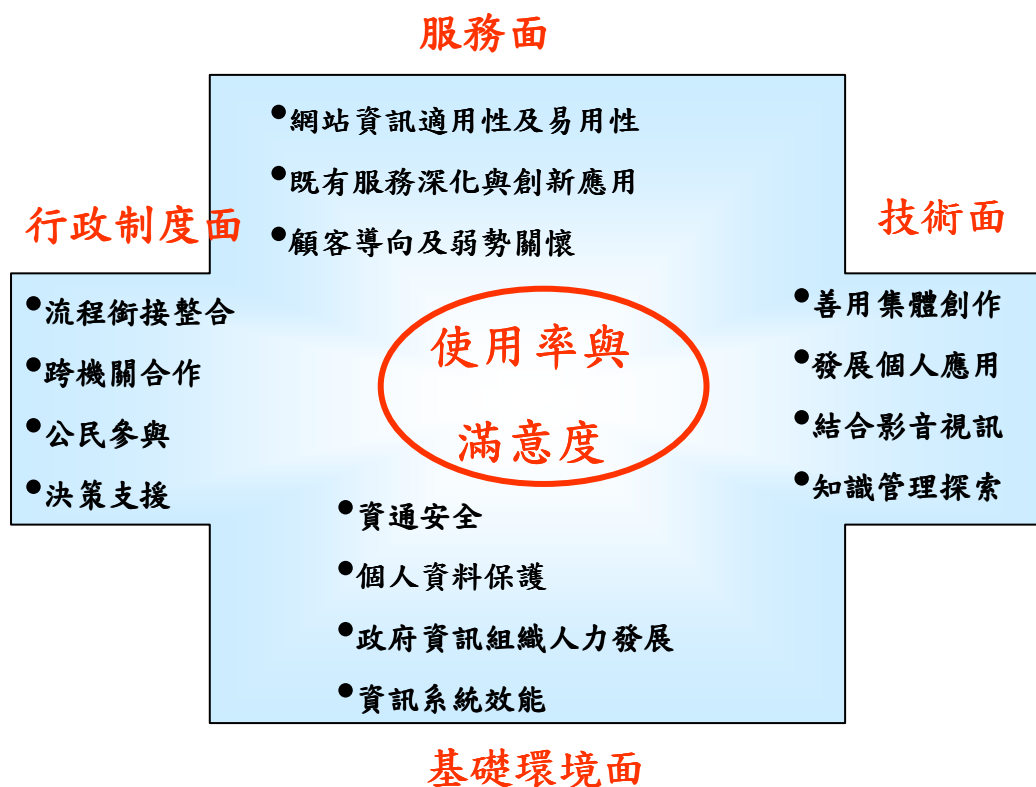 服務面
•網站資訊適用性及易用性
•既有服務深化與創新應用
•顧客導向及弱勢關懷
行政制度面
•流程銜接整合
•跨機關合作
•公民參與
•決策支援
使用率與
滿意度
技術面
•善用集體創作
•發展個人應用
•結合影音視訊
•知識管理探索
•資通安全
•個人資料保護
•政府資訊組織人力發展
•資訊系統效能
基礎環境面